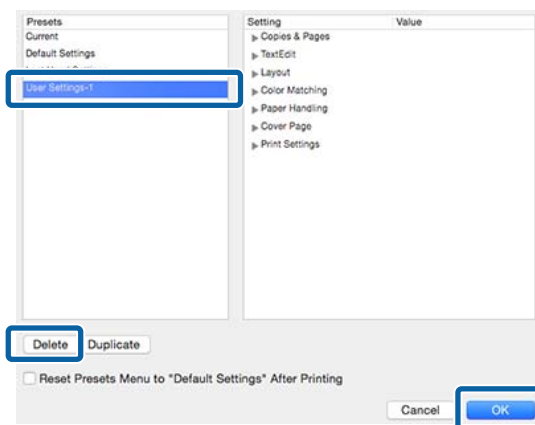 Presets
Current
Default Settings
User Settings-1
Setting Value
Copies & Pages
TextEdit
Layout
Color Matching
Paper Handling
Cover Page
Print Settings
Delete Duplicate
Reset Presets Menu to "Default Settings" After Printing
Cancel OK